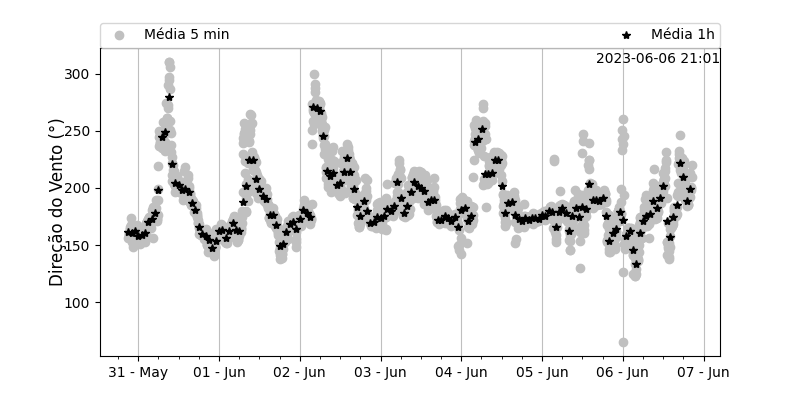 Média 5 min
Média 1h
2023-06-06 21:01
Direção do Vento (°)
300
250
200
150
100
31 - May
01 - Jun
02 - Jun
03 - Jun
04 - Jun
05 - Jun
06 - Jun
07 - Jun